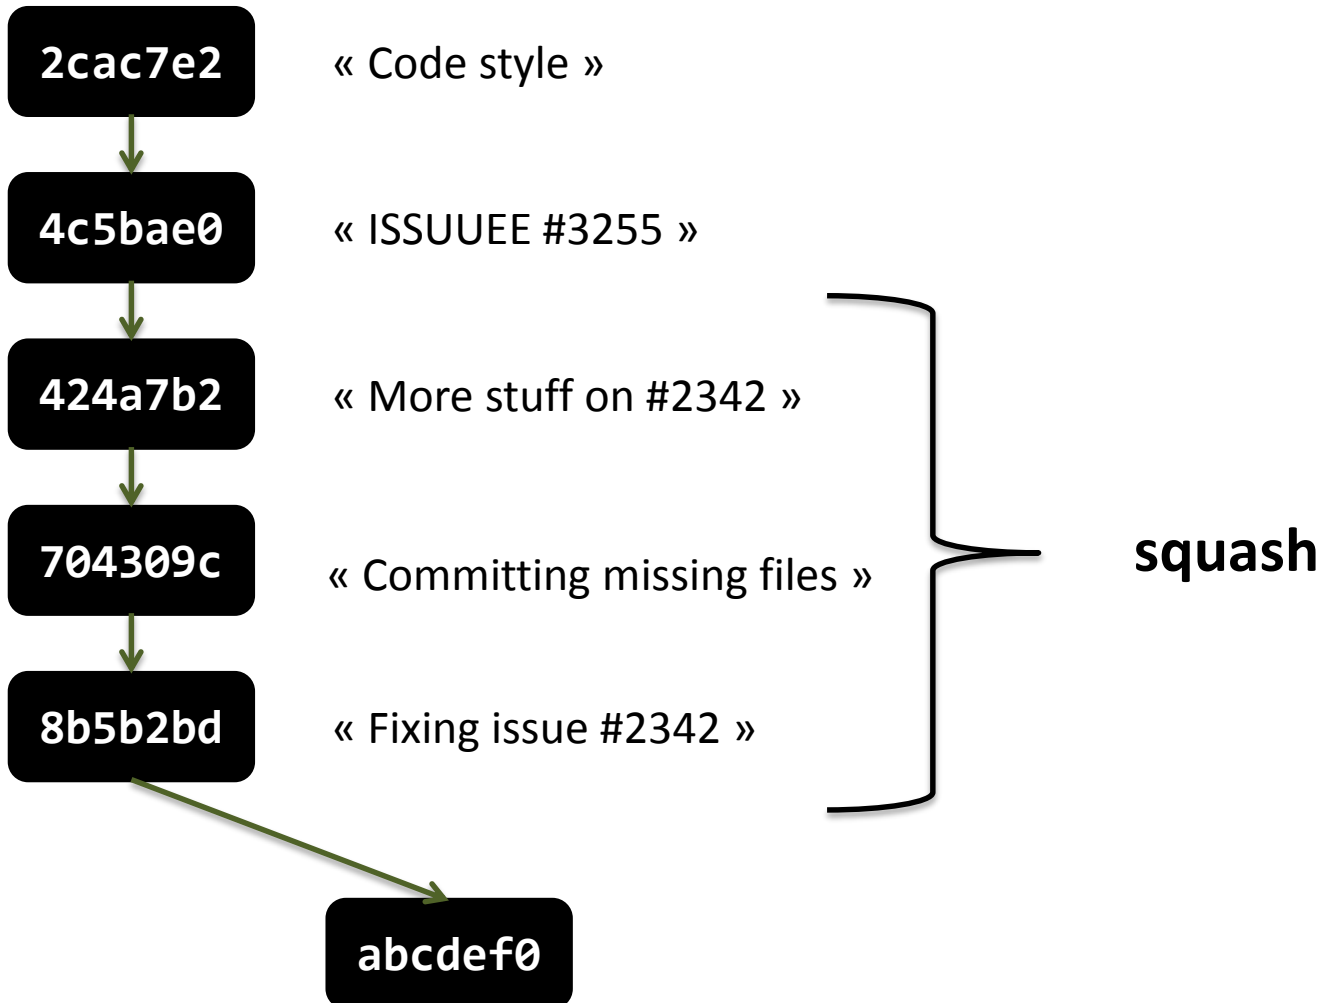 2cac7e2 « Code style »
4c5bae0 « ISSUUEE #3255 »
424a7b2 « More stuff on #2342 »
704309c « Committing missing files »
squash
8b5b2bd « Fixing issue #2342 »
abcdef0